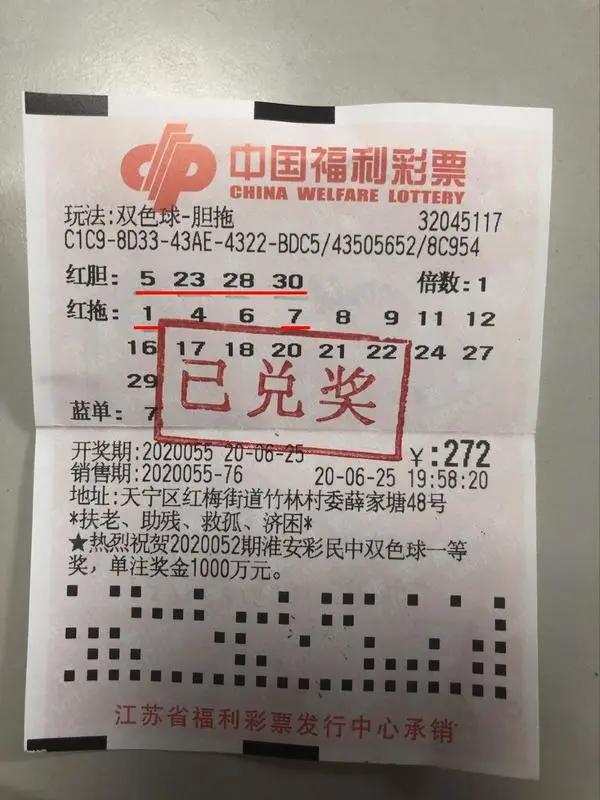 中国福利彩票
CHINA WELFARE LOTTERY
玩法:双色球-胆拖 32045117
C1C9-8D33-43AE-4322-BDC5/43505652/8C954
红胆: 5 23 28 30 倍数:1
红拖: 1 4 6 7 8 9 11 12
16 17 18 20 21 22 24 27
29
已兑奖
蓝单: 7
开奖期:2020055 20-06-25 ¥:272
销售期:2020055-76 20-06-25 19:58:20
地址:天宁区红梅街道竹林村委薛家塘48号
*扶老、助残、救孤、济困*
★热烈祝贺2020052期淮安彩民中双色球一等
奖,单注奖金1000万元。
江苏省福利彩票发行中心承销